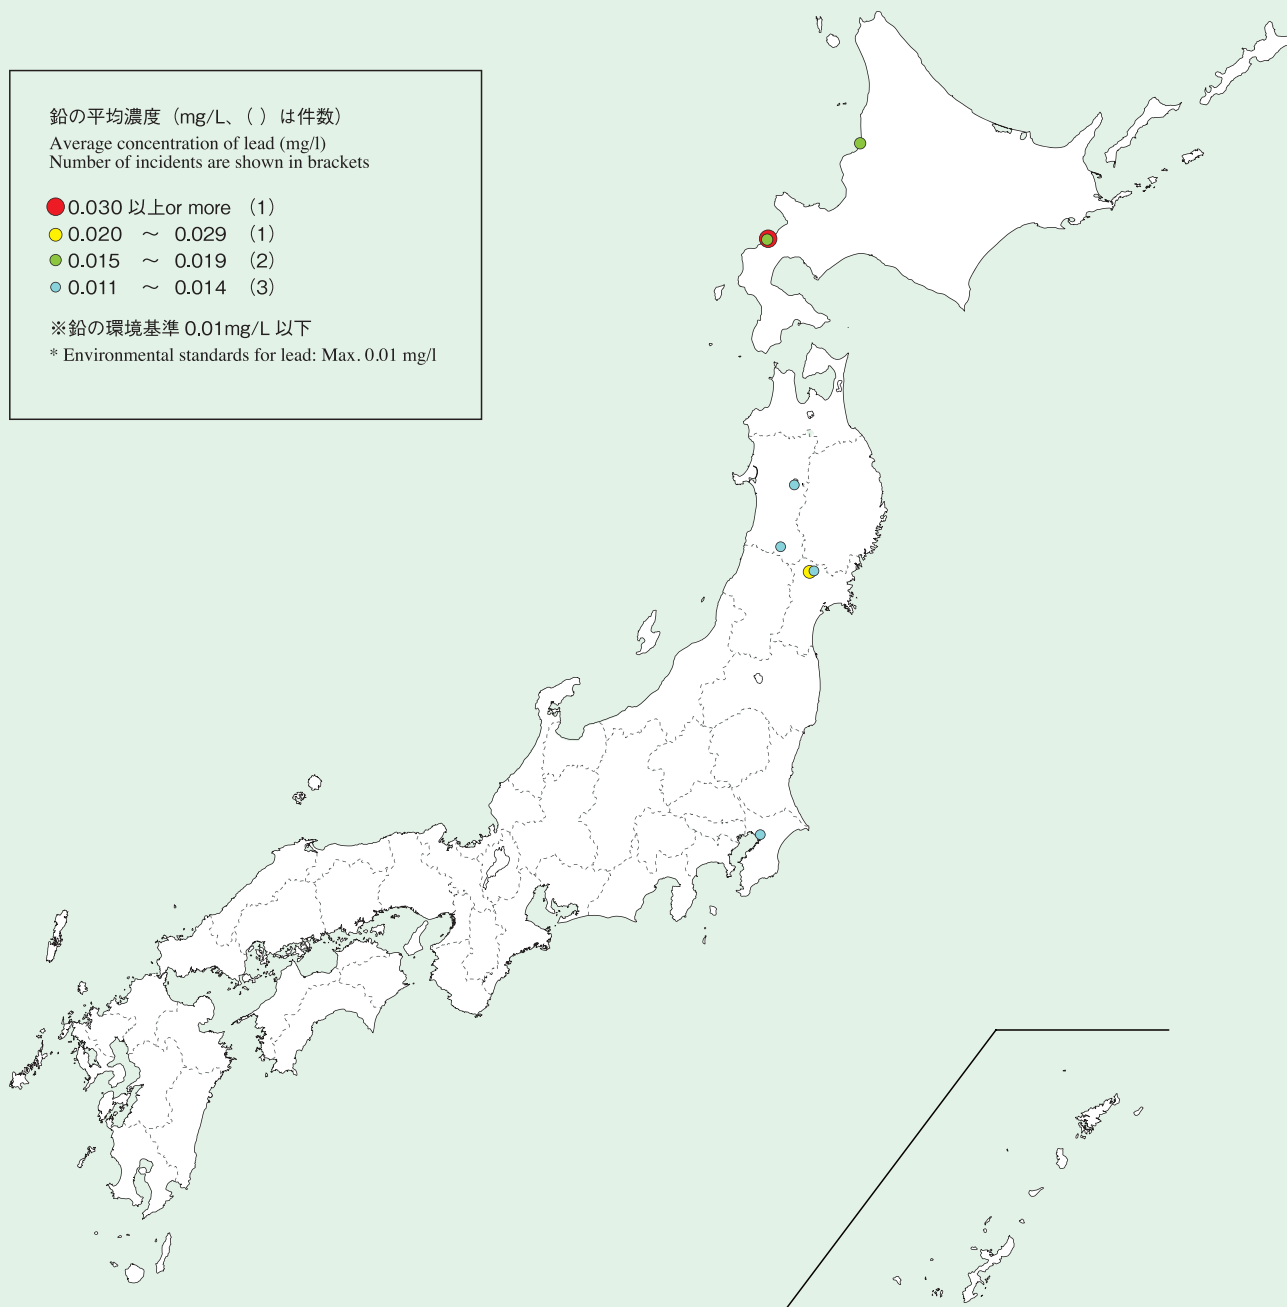 鉛の平均濃度（mg/L、( ) は件数）
Average concentration of lead (mg/l)
Number of incidents are shown in brackets
0.030 以上or more (1)
0.020 ～ 0.029 (1)
0.015 ～ 0.019 (2)
0.011 ～ 0.014 (3)
※鉛の環境基準 0.01mg/L 以下
* Environmental standards for lead: Max. 0.01 mg/l